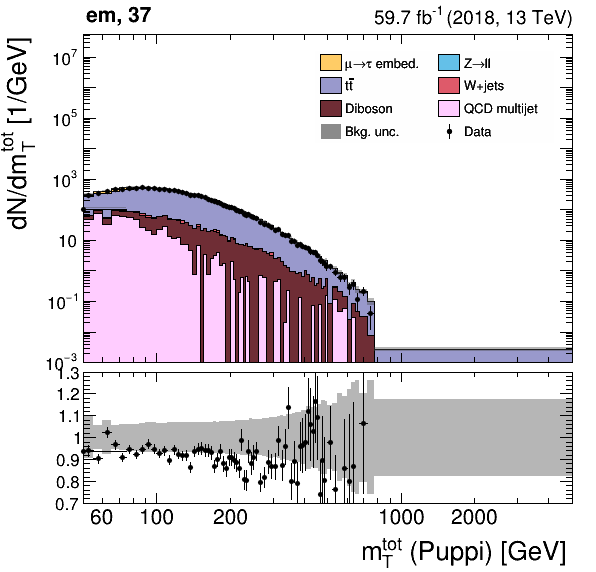 em, 37
59.7 fb⁻¹ (2018, 13 TeV)
dN/dm_T^tot [1/GeV]
μ→τ embed.
Z→ll
tt̅
W+jets
Diboson
QCD multijet
Bkg. unc.
Data
10⁷
10⁵
10³
10
10⁻¹
10⁻³
1.3
1.2
1.1
1
0.9
0.8
0.7
60
100
200
1000
2000
m_T^tot (Puppi) [GeV]